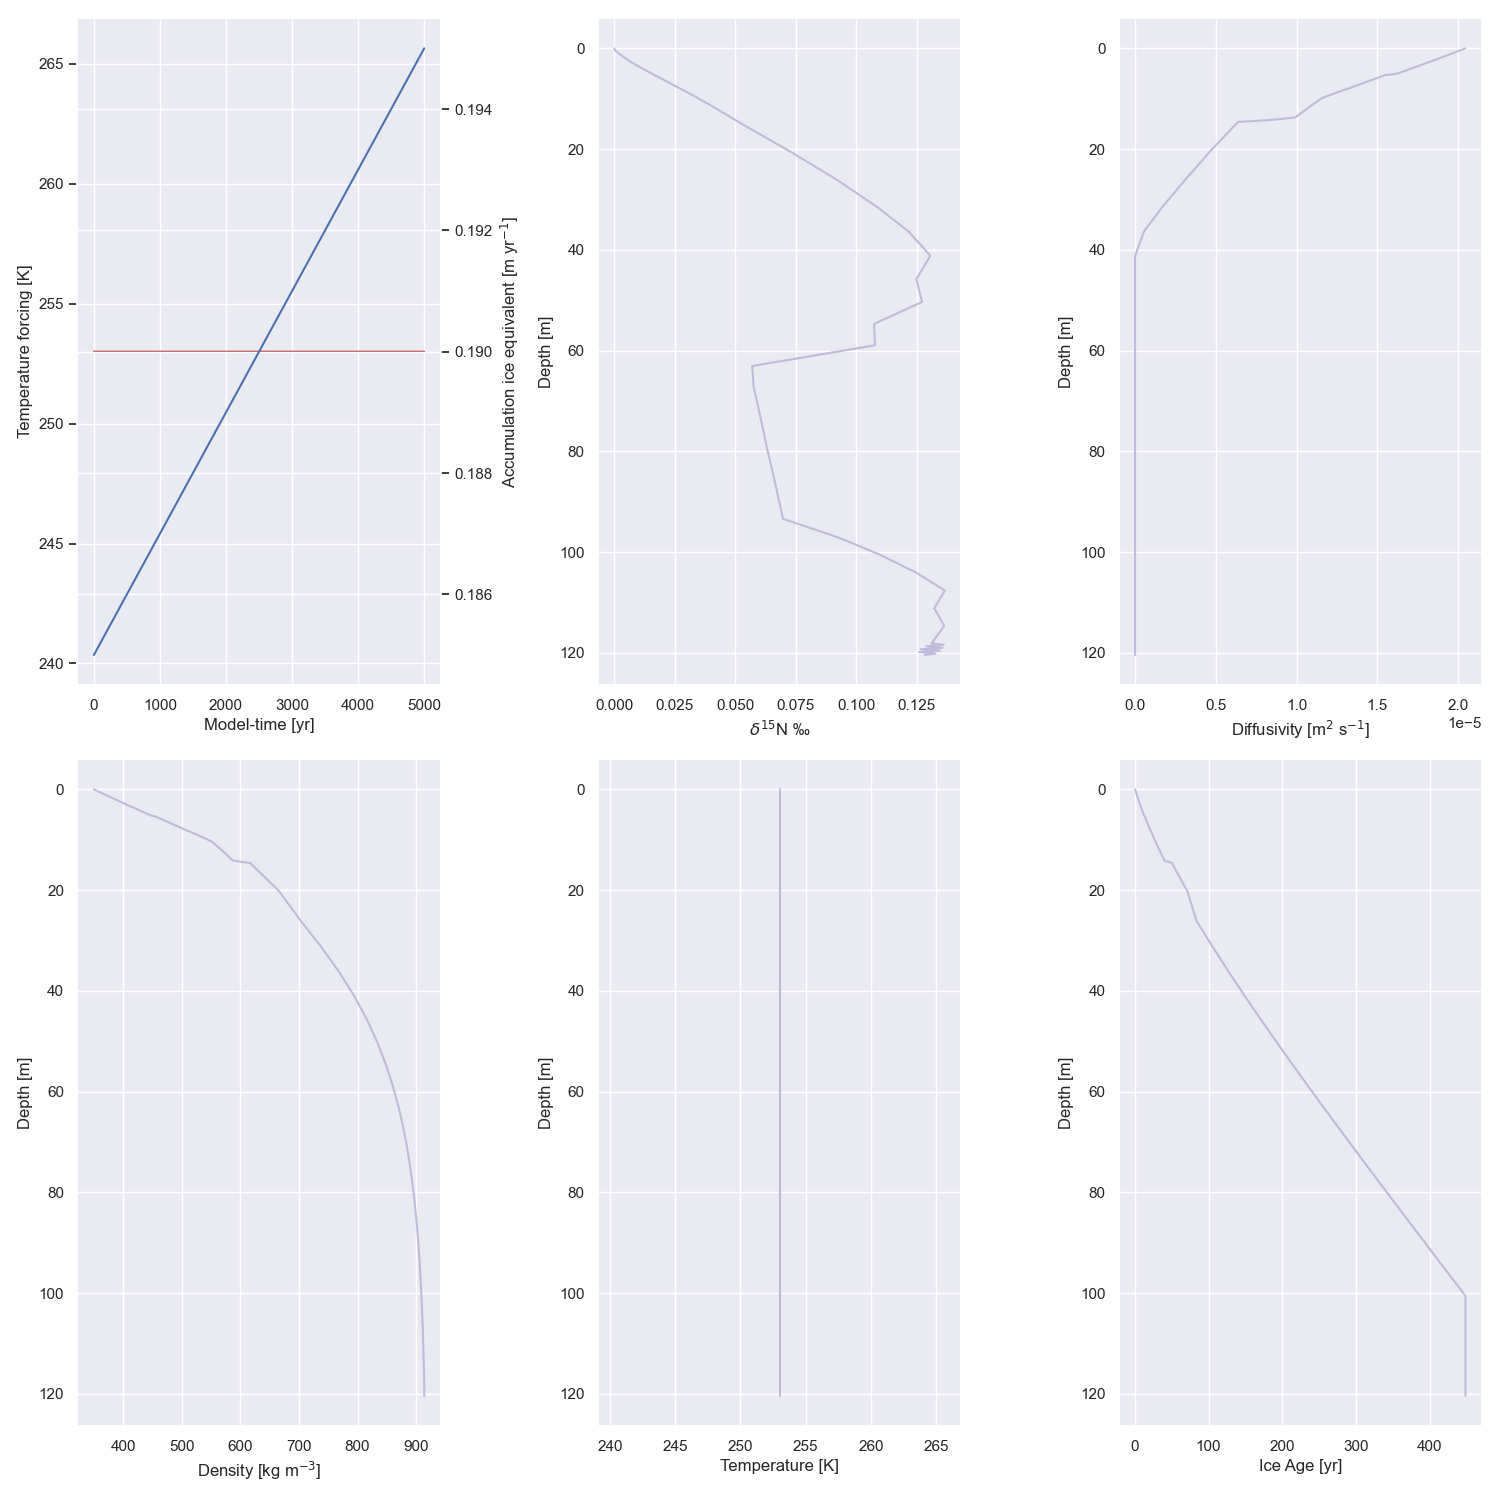 265
260
255
250
245
240
Temperature forcing [K]
0.194
0.192
0.190
0.188
0.186
Accumulation ice equivalent [m yr⁻¹]
0 1000 2000 3000 4000 5000
Model-time [yr]
0
20
40
60
80
100
120
Depth [m]
0.000 0.025 0.050 0.075 0.100 0.125
δ¹⁵N ‰
0
20
40
60
80
100
120
Depth [m]
0.0 0.5 1.0 1.5 2.0
1e−5
Diffusivity [m² s⁻¹]
0
20
40
60
80
100
120
Depth [m]
400 500 600 700 800 900
Density [kg m⁻³]
0
20
40
60
80
100
120
Depth [m]
240 245 250 255 260 265
Temperature [K]
0
20
40
60
80
100
120
Depth [m]
0 100 200 300 400
Ice Age [yr]